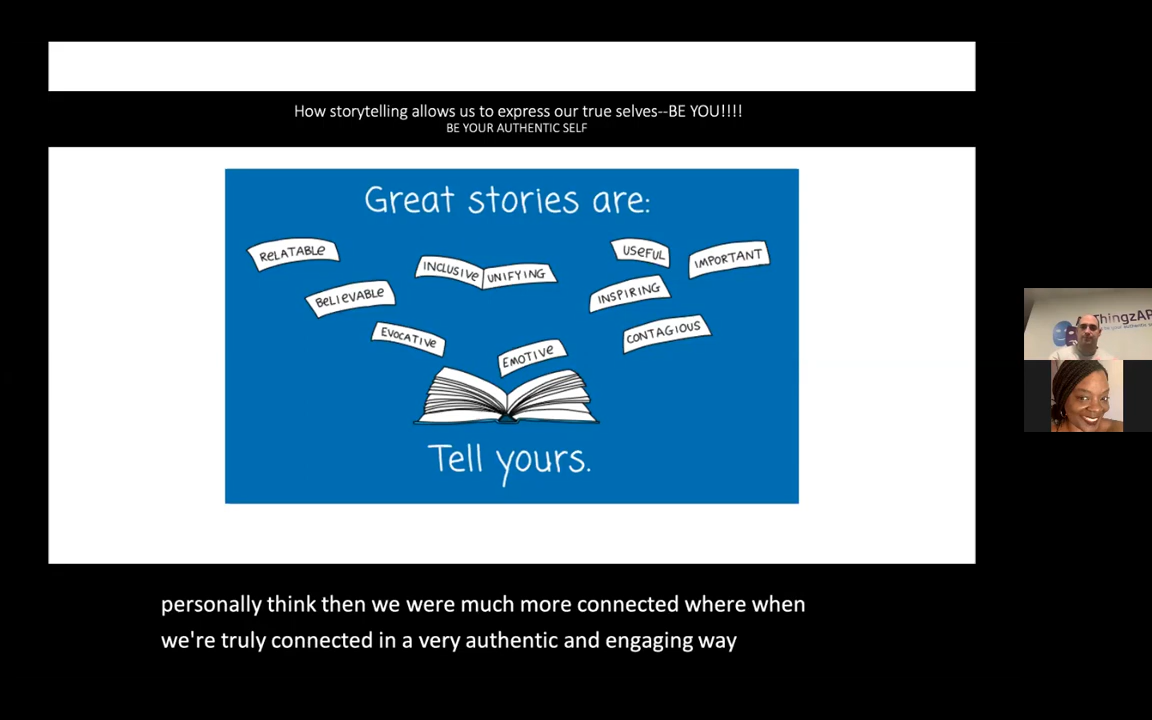 How storytelling allows us to express our true selves--BE YOU!!!!
BE YOUR AUTHENTIC SELF
Great stories are:
RELATABLE
BELIEVABLE
EVOCATIVE
INCLUSIVE UNIFYING
EMOTIVE
USEFUL
IMPORTANT
INSPIRING
CONTAGIOUS
Tell yours.
personally think then we were much more connected where when
we're truly connected in a very authentic and engaging way